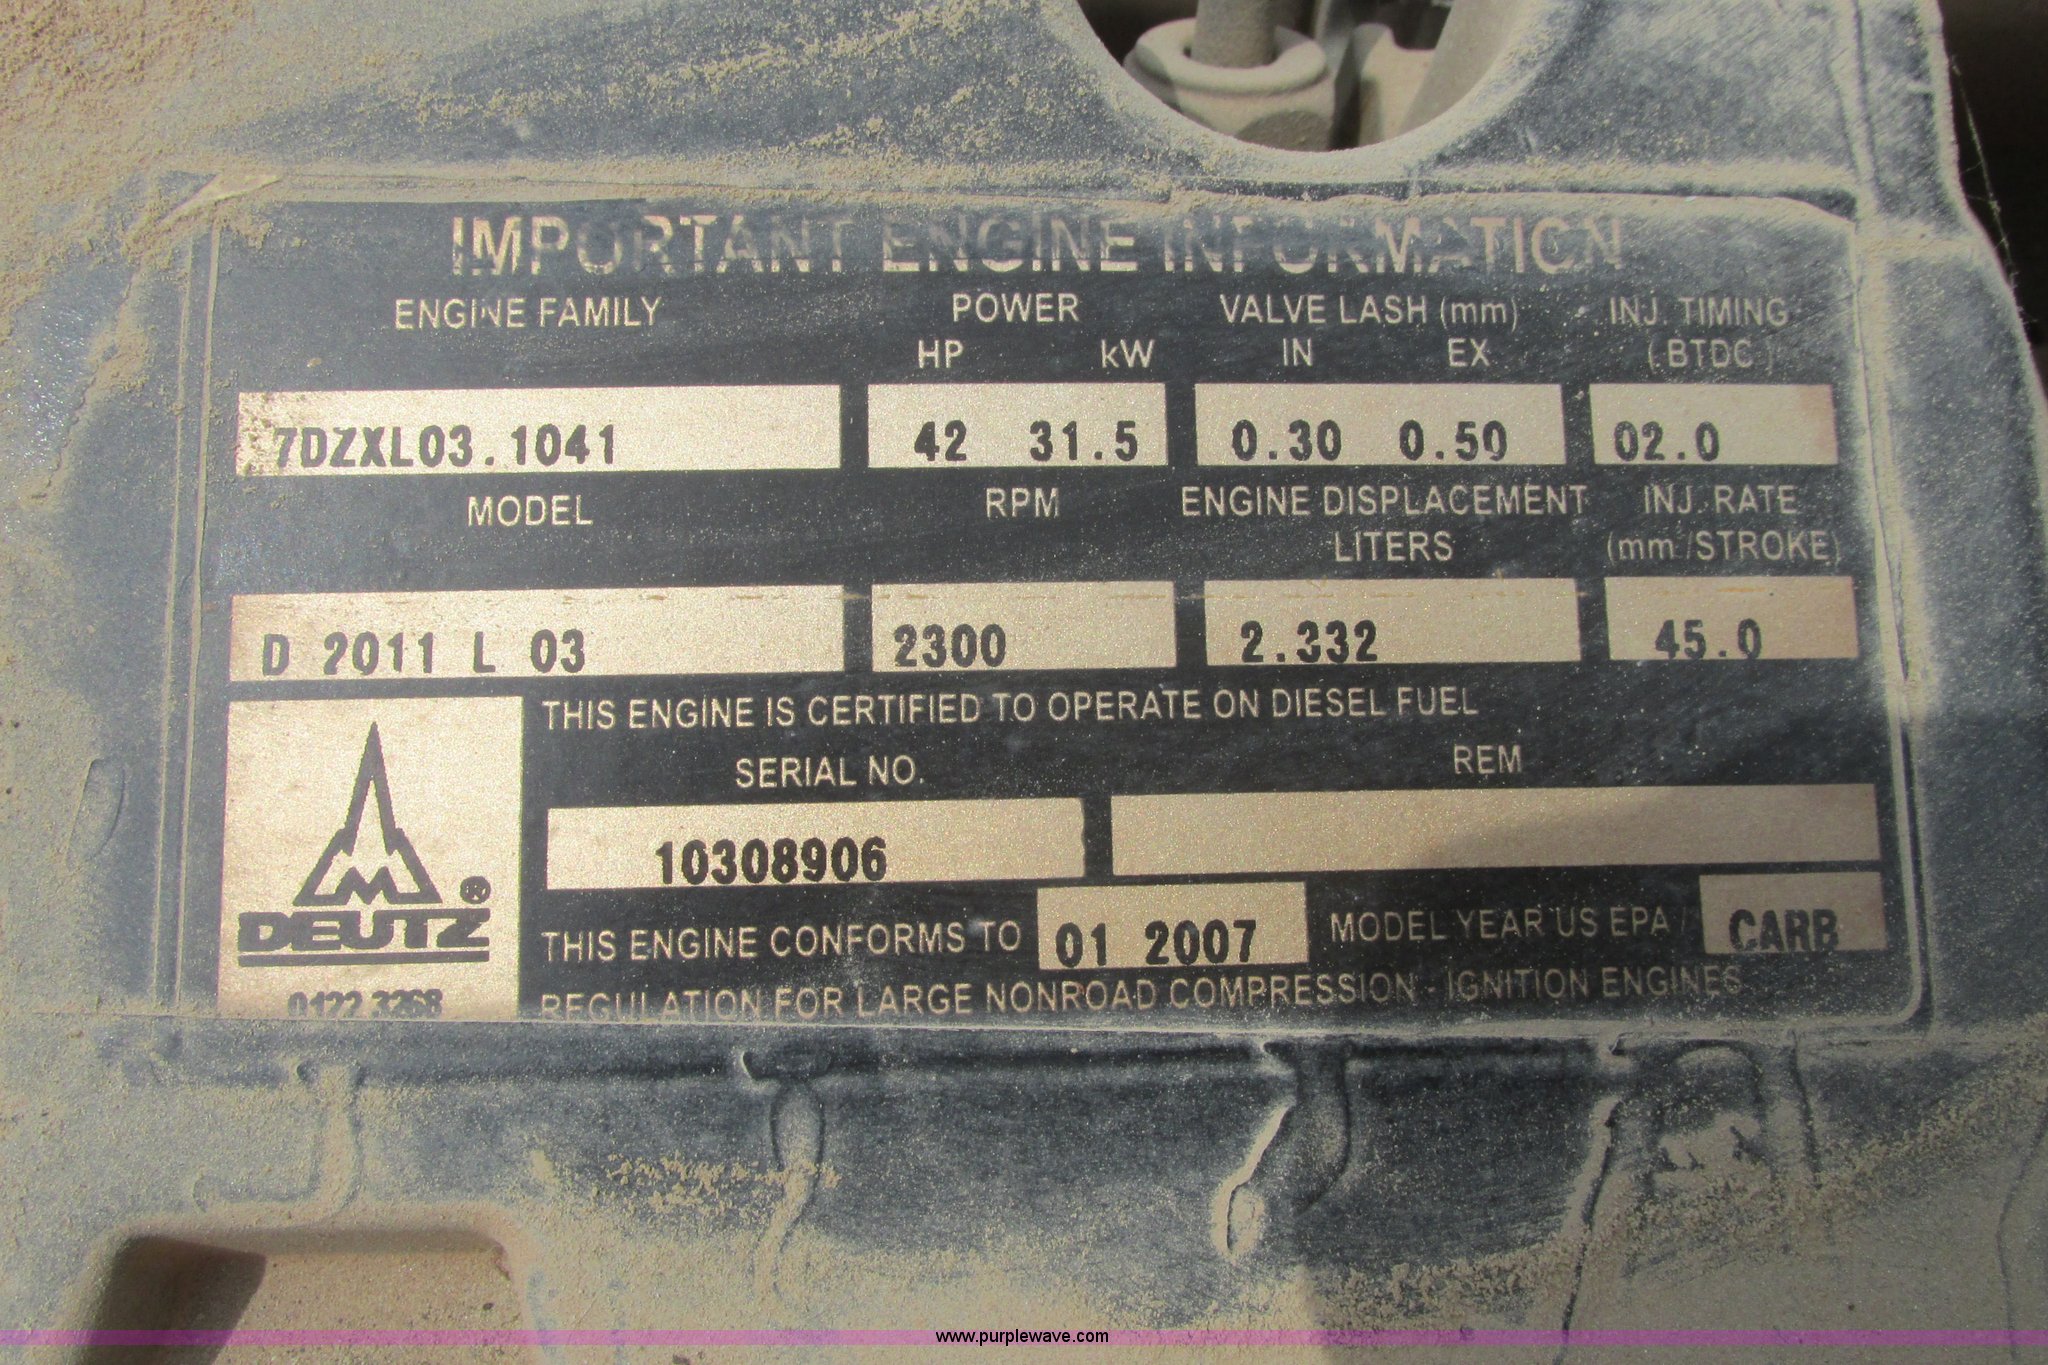 IMPORTANT ENGINE INFORMATION
ENGINE FAMILY POWER VALVE LASH (mm) INJ. TIMING
HP kW IN EX (BTDC)
7DZXL03.1041 42 31.5 0.30 0.50 02.0
MODEL RPM ENGINE DISPLACEMENT INJ. RATE
LITERS (mm /STROKE)
D 2011 L 03 2300 2.332 45.0
THIS ENGINE IS CERTIFIED TO OPERATE ON DIESEL FUEL
SERIAL NO. REM
10308906
DEUTZ ®
THIS ENGINE CONFORMS TO 01 2007 MODEL YEAR US EPA / CARB
0122 3268 REGULATION FOR LARGE NONROAD COMPRESSION - IGNITION ENGINES
www.purplewave.com